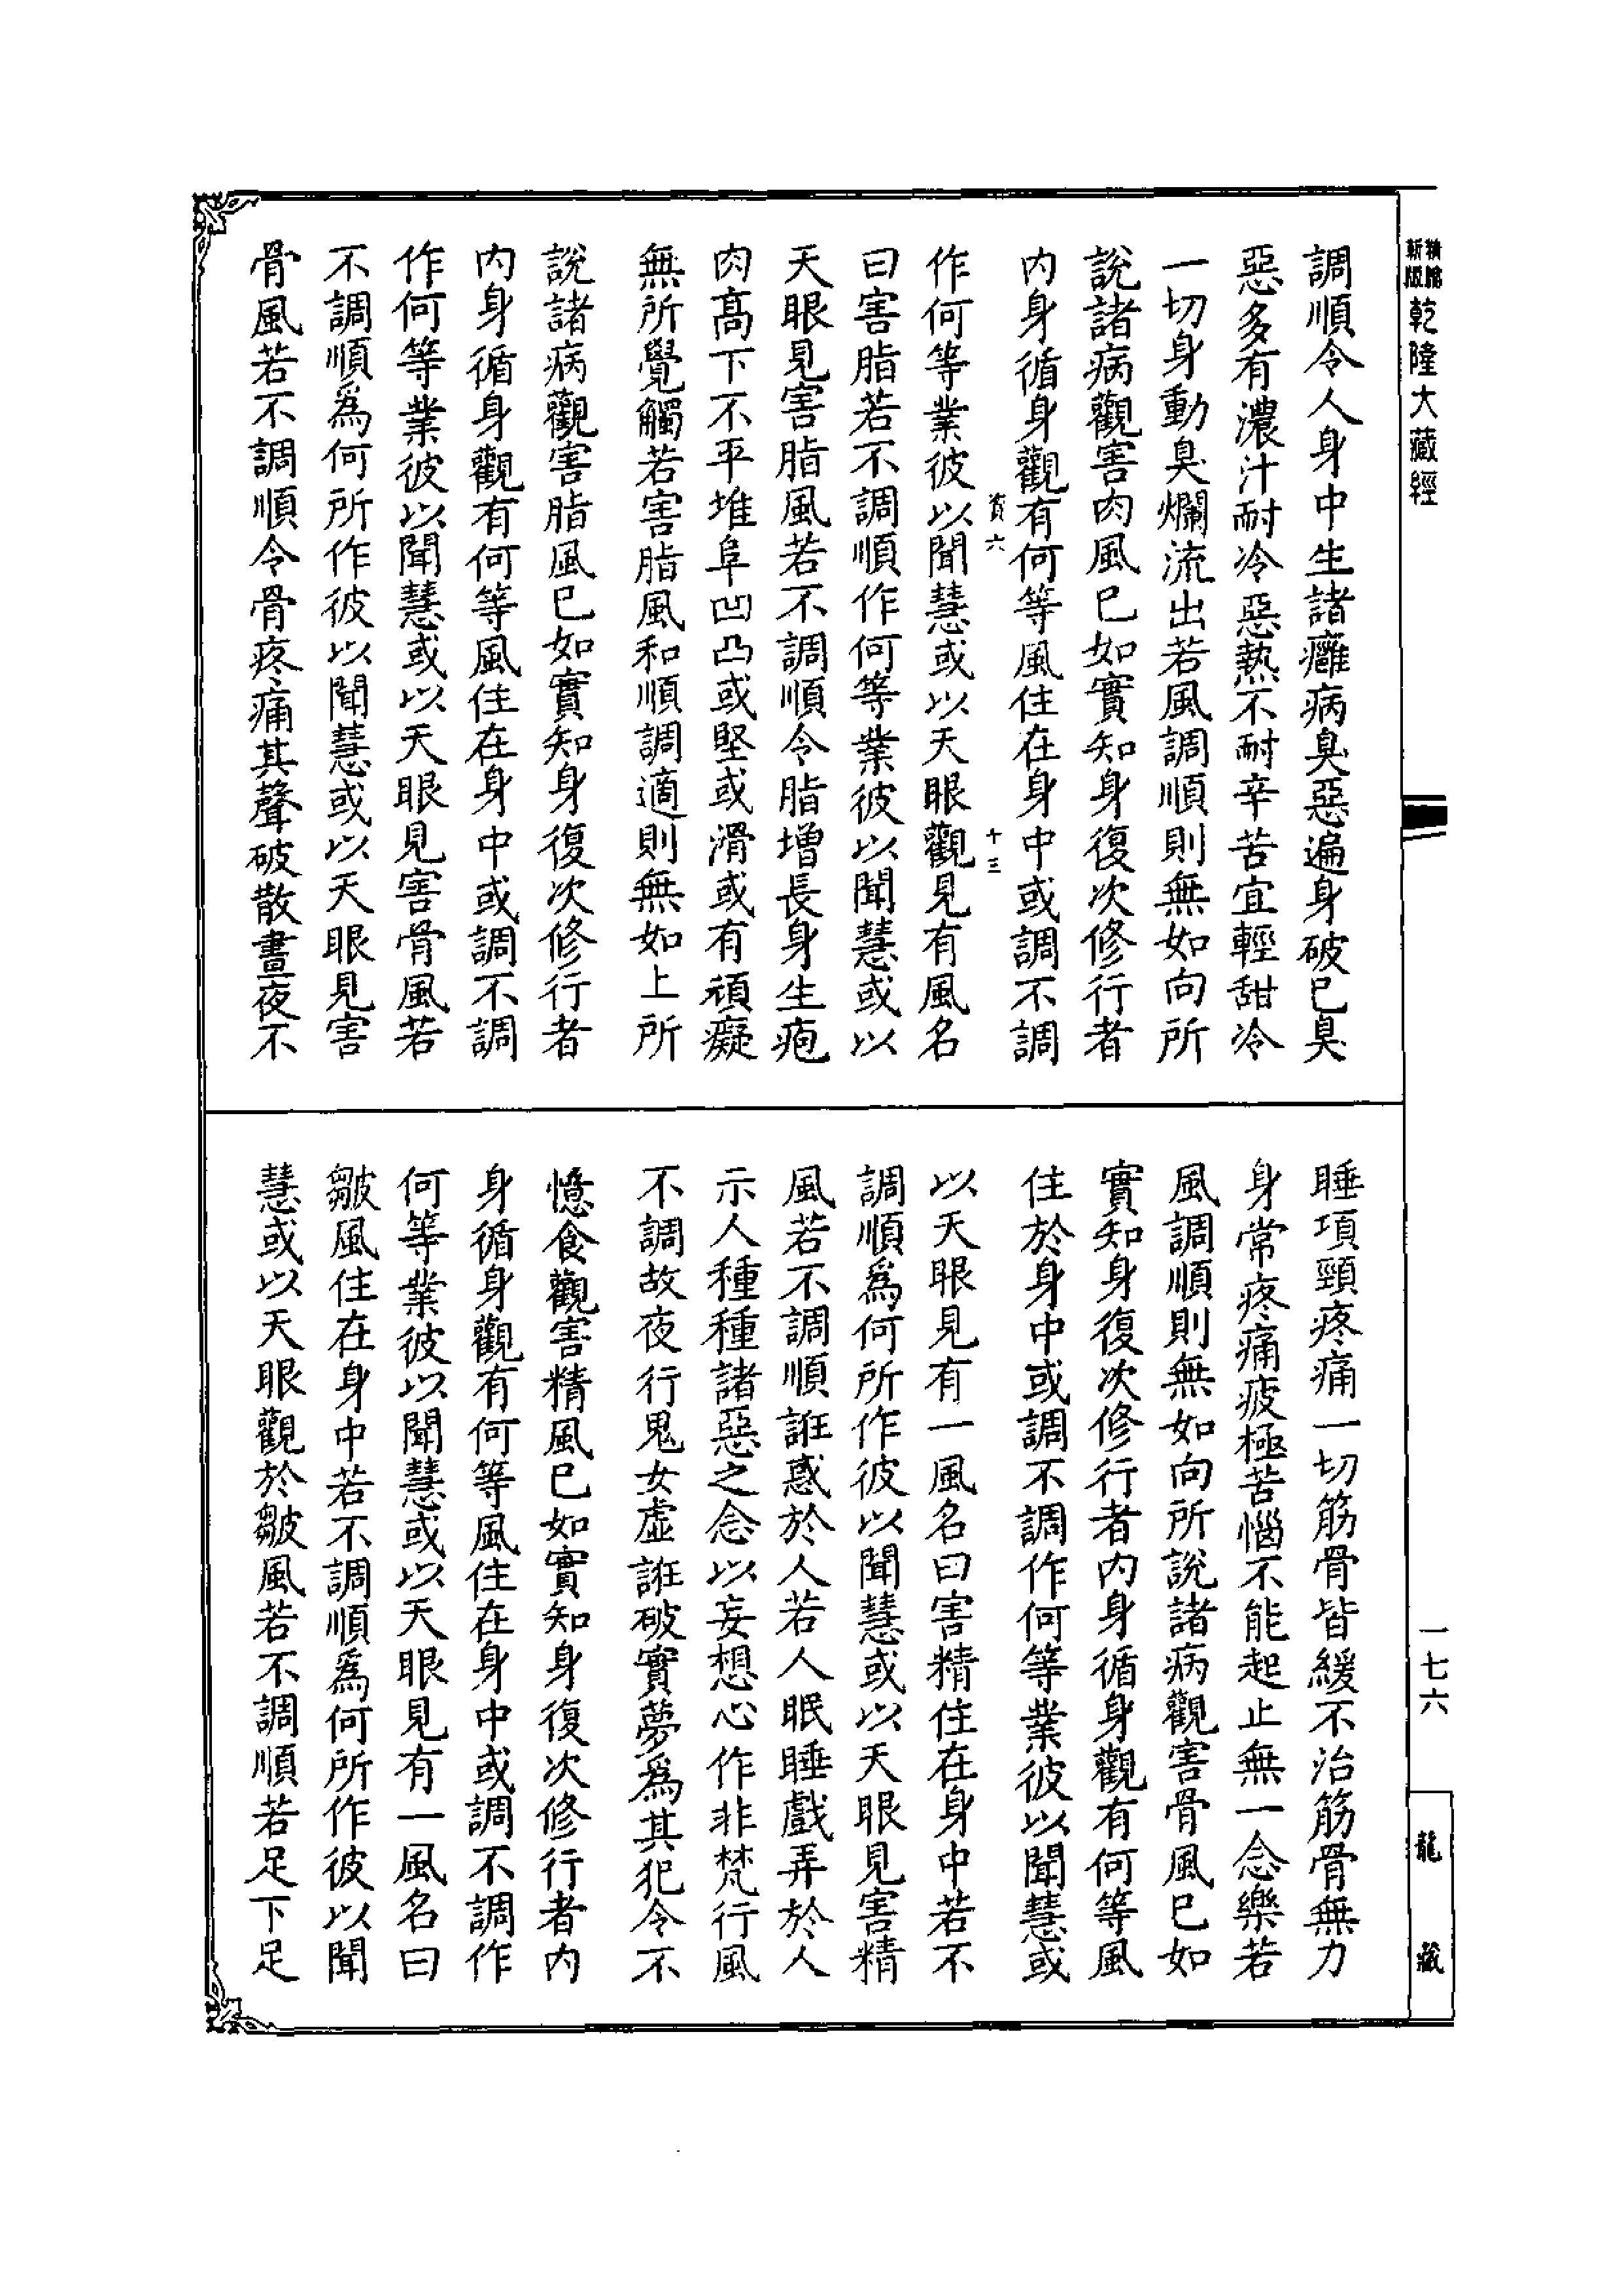 新版
精縮
乾隆大藏經
一七六
龍藏
調順令人身中生諸癰病臭惡遍身破已臭
惡多有濃汁耐冷惡熱不耐辛苦宜輕甜冷
一切身動臭爛流出若風調順則無如向所
說諸病觀害肉風已如實知身復次修行者
內身循身觀有何等風住在身中或調不調
資六
十三
作何等業彼以聞慧或以天眼觀見有風名
曰害脂若不調順作何等業彼以聞慧或以
天眼見害脂風若不調順令脂增長身生疱
肉高下不平堆阜凹凸或堅或滑或有頑癡
無所覺觸若害脂風和順調適則無如上所
說諸病觀害脂風已如實知身復次修行者
內身循身觀有何等風住在身中或調不調
作何等業彼以聞慧或以天眼見害骨風若
不調順為何所作彼以聞慧或以天眼見害
骨風若不調順令骨疼痛其聲破散晝夜不
睡項頸疼痛一切筋骨皆緩不治筋骨無力
身常疼痛疲極苦惱不能起止無一念樂若
風調順則無如向所說諸病觀害骨風已如
實知身復次修行者內身循身觀有何等風
住於身中或調不調作何等業彼以聞慧或
以天眼見有一風名曰害精住在身中若不
調順為何所作彼以聞慧或以天眼見害精
風若不調順誑惑於人若人眠睡戲弄於人
示人種種諸惡之念以妄想心作非梵行風
不調故夜行鬼女虛誑破實夢為其犯令不
憶食觀害精風已如實知身復次修行者內
身循身觀有何等風住在身中或調不調作
何等業彼以聞慧或以天眼見有一風名曰
皺風住在身中若不調順為何所作彼以聞
慧或以天眼觀於皺風若不調順若足下足